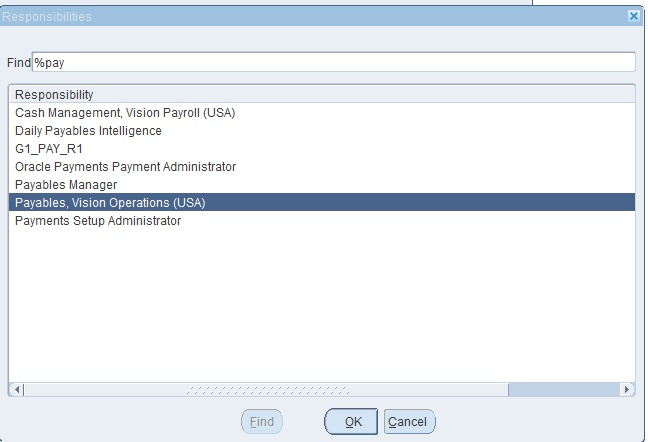 Responsibilities
Find %pay
Responsibility
Cash Management, Vision Payroll (USA)
Daily Payables Intelligence
G1_PAY_R1
Oracle Payments Payment Administrator
Payables Manager
Payables, Vision Operations (USA)
Payments Setup Administrator
Find OK Cancel